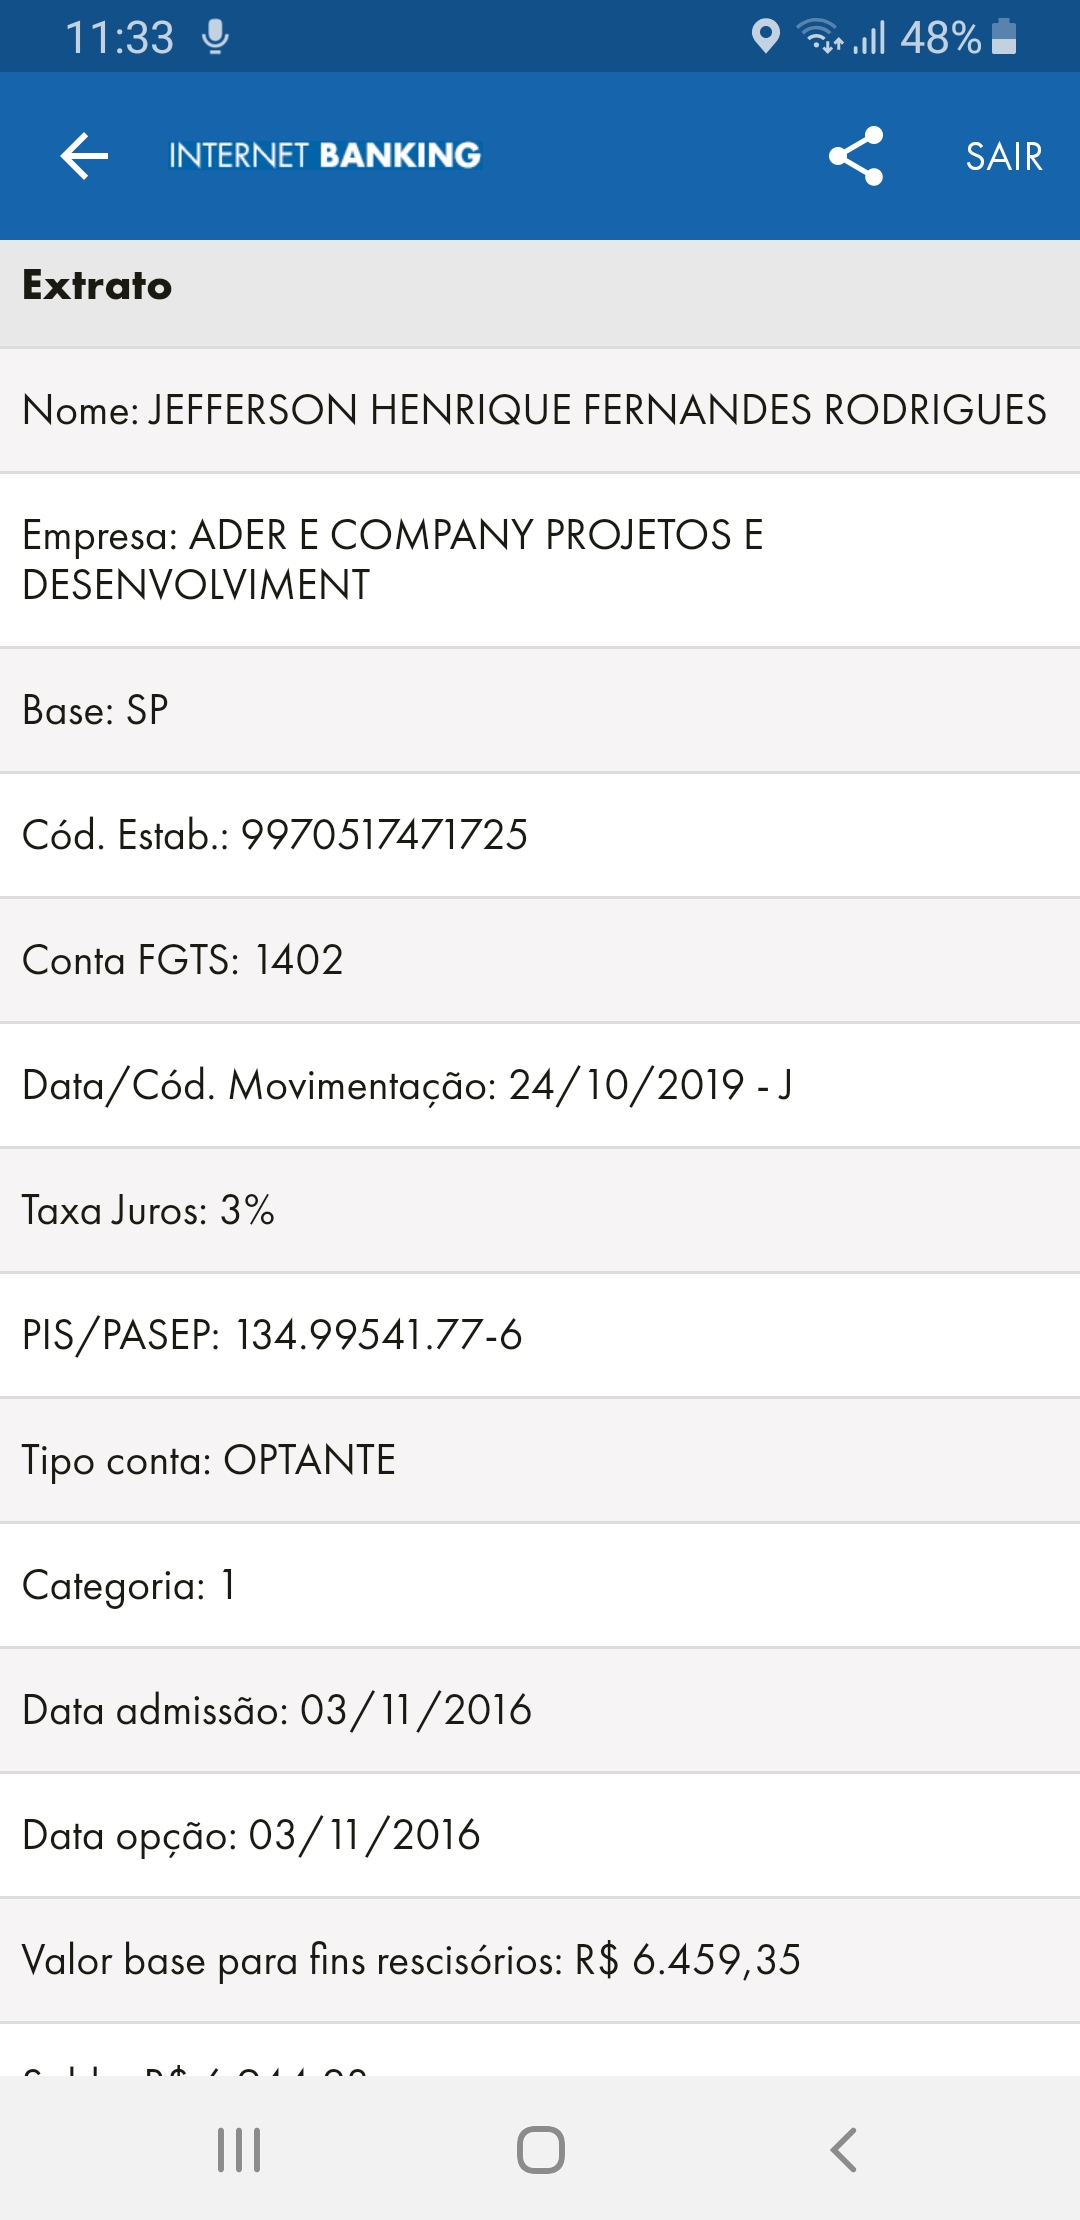 11:33 48%
INTERNET BANKING SAIR
Extrato
Nome: JEFFERSON HENRIQUE FERNANDES RODRIGUES
Empresa: ADER E COMPANY PROJETOS E
DESENVOLVIMENT
Base: SP
Cód. Estab.: 9970517471725
Conta FGTS: 1402
Data/Cód. Movimentação: 24/10/2019 - J
Taxa Juros: 3%
PIS/PASEP: 134.99541.77-6
Tipo conta: OPTANTE
Categoria: 1
Data admissão: 03/11/2016
Data opção: 03/11/2016
Valor base para fins rescisórios: R$ 6.459,35